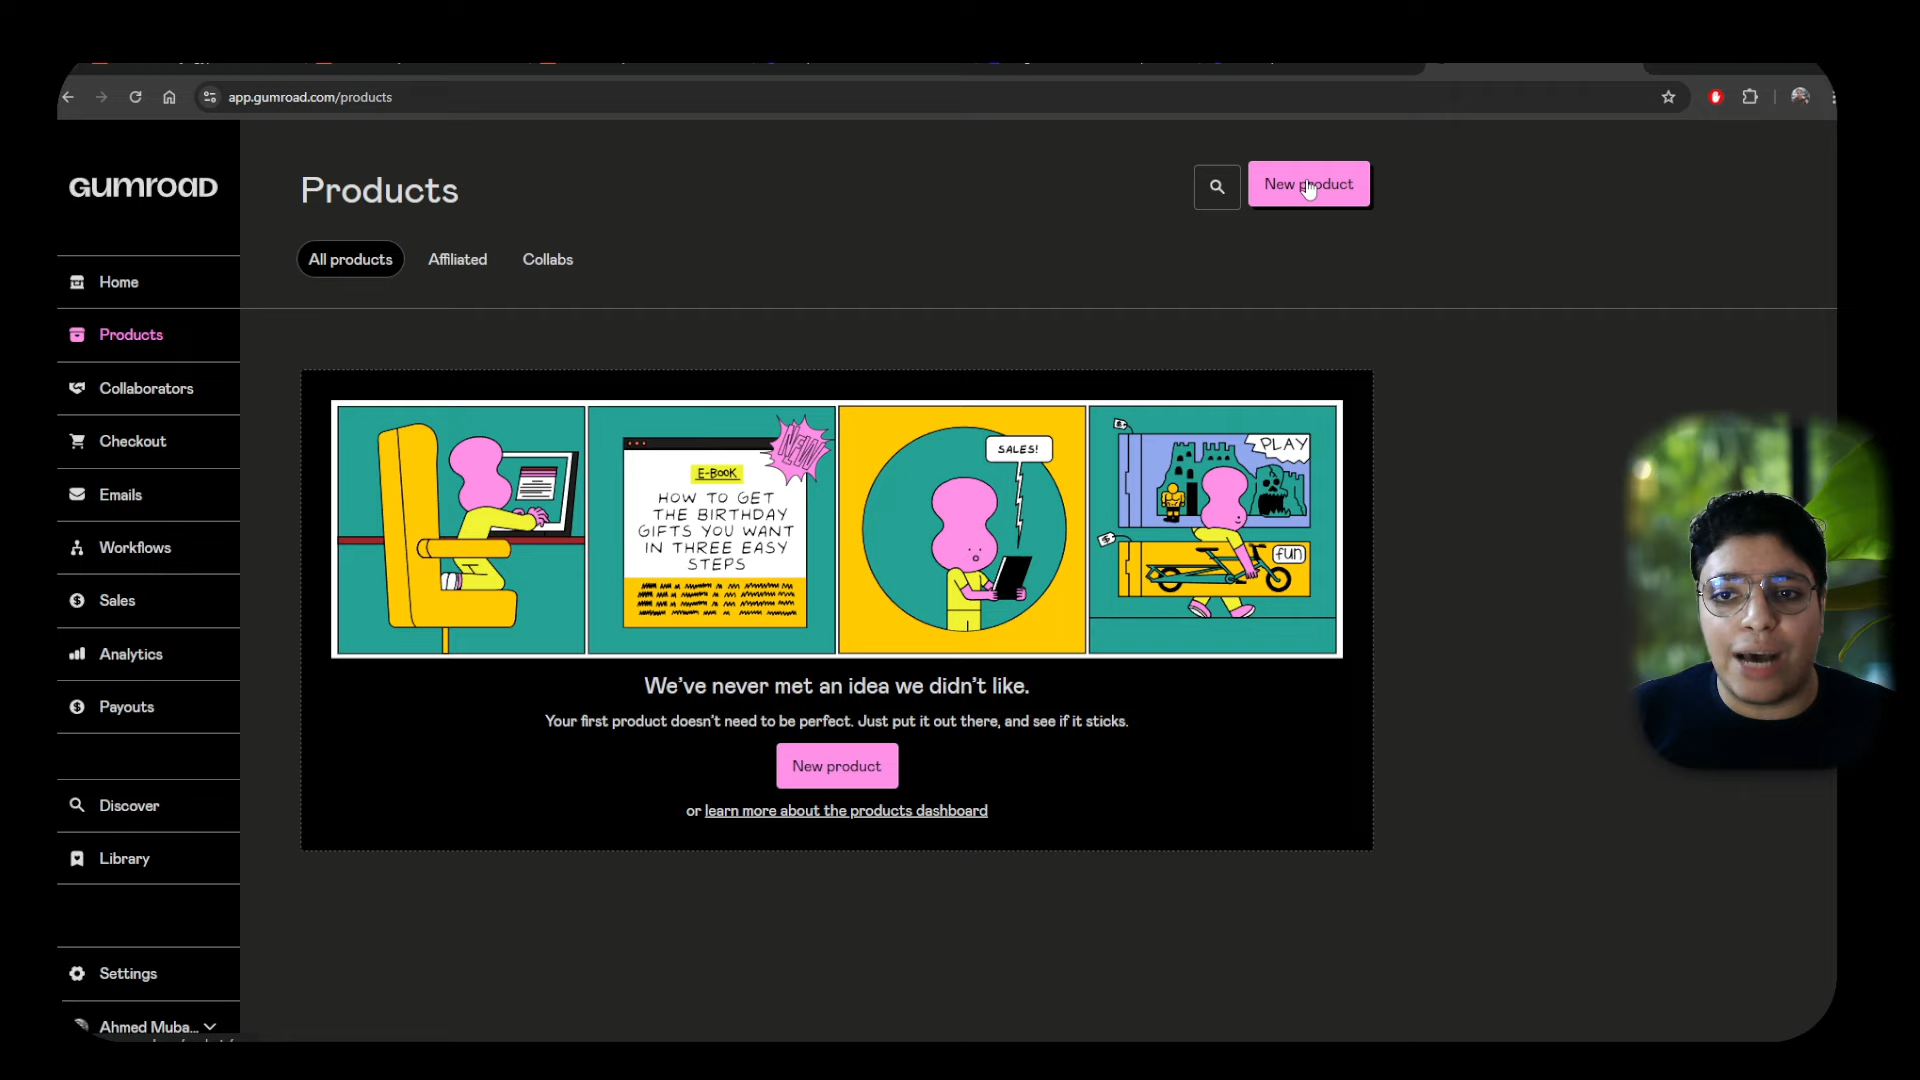 app.gumroad.com/products
GUMROAD
Products
New product
All products
Affiliated
Collabs
Home
Products
Collaborators
Checkout
Emails
Workflows
Sales
Analytics
Payouts
Discover
Library
Settings
Ahmed Muba...
NEW!
E-BOOK
HOW TO GET
THE BIRTHDAY
GIFTS YOU WANT
IN THREE EASY
STEPS
SALES!
PLAY
fun
We've never met an idea we didn't like.
Your first product doesn't need to be perfect. Just put it out there, and see if it sticks.
New product
or learn more about the products dashboard